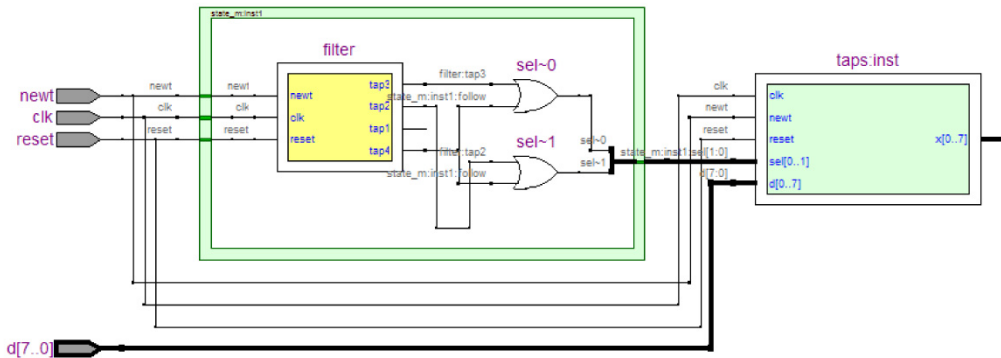 state_m:inst1
filter
sel~0
taps:inst
newt
newt
newt
newt
tap3
filter:tap3
clk
clk
clk
clk
tap2
state_m:inst1:follow
reset
reset
reset
reset
tap1
tap4
sel~1
filter:tap2
state_m:inst1:follow
sel~0
sel~1
state_m:inst1:sel[1:0]
d[7:0]
clk
clk
newt
newt
reset
reset
sel[0..1]
d[0..7]
x[0..7]
d[7..0]